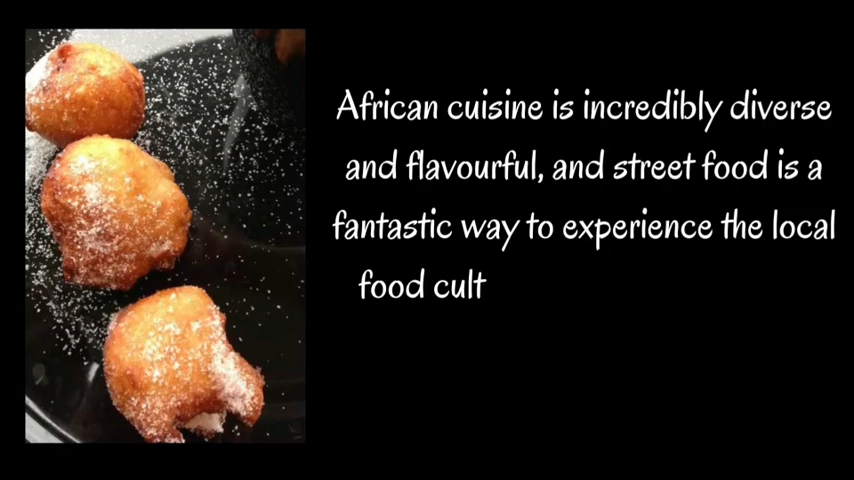 African cuisine is incredibly diverse
and flavourful, and street food is a
fantastic way to experience the local
food cult